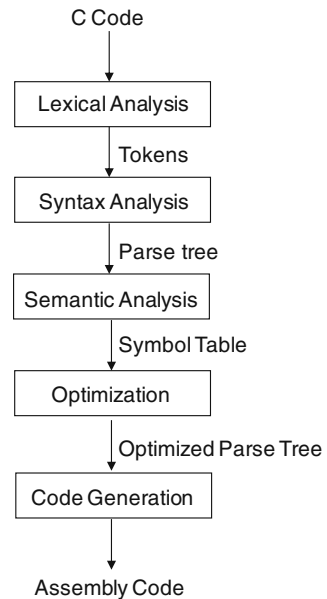 C Code
Lexical Analysis
Tokens
Syntax Analysis
Parse tree
Semantic Analysis
Symbol Table
Optimization
Optimized Parse Tree
Code Generation
Assembly Code